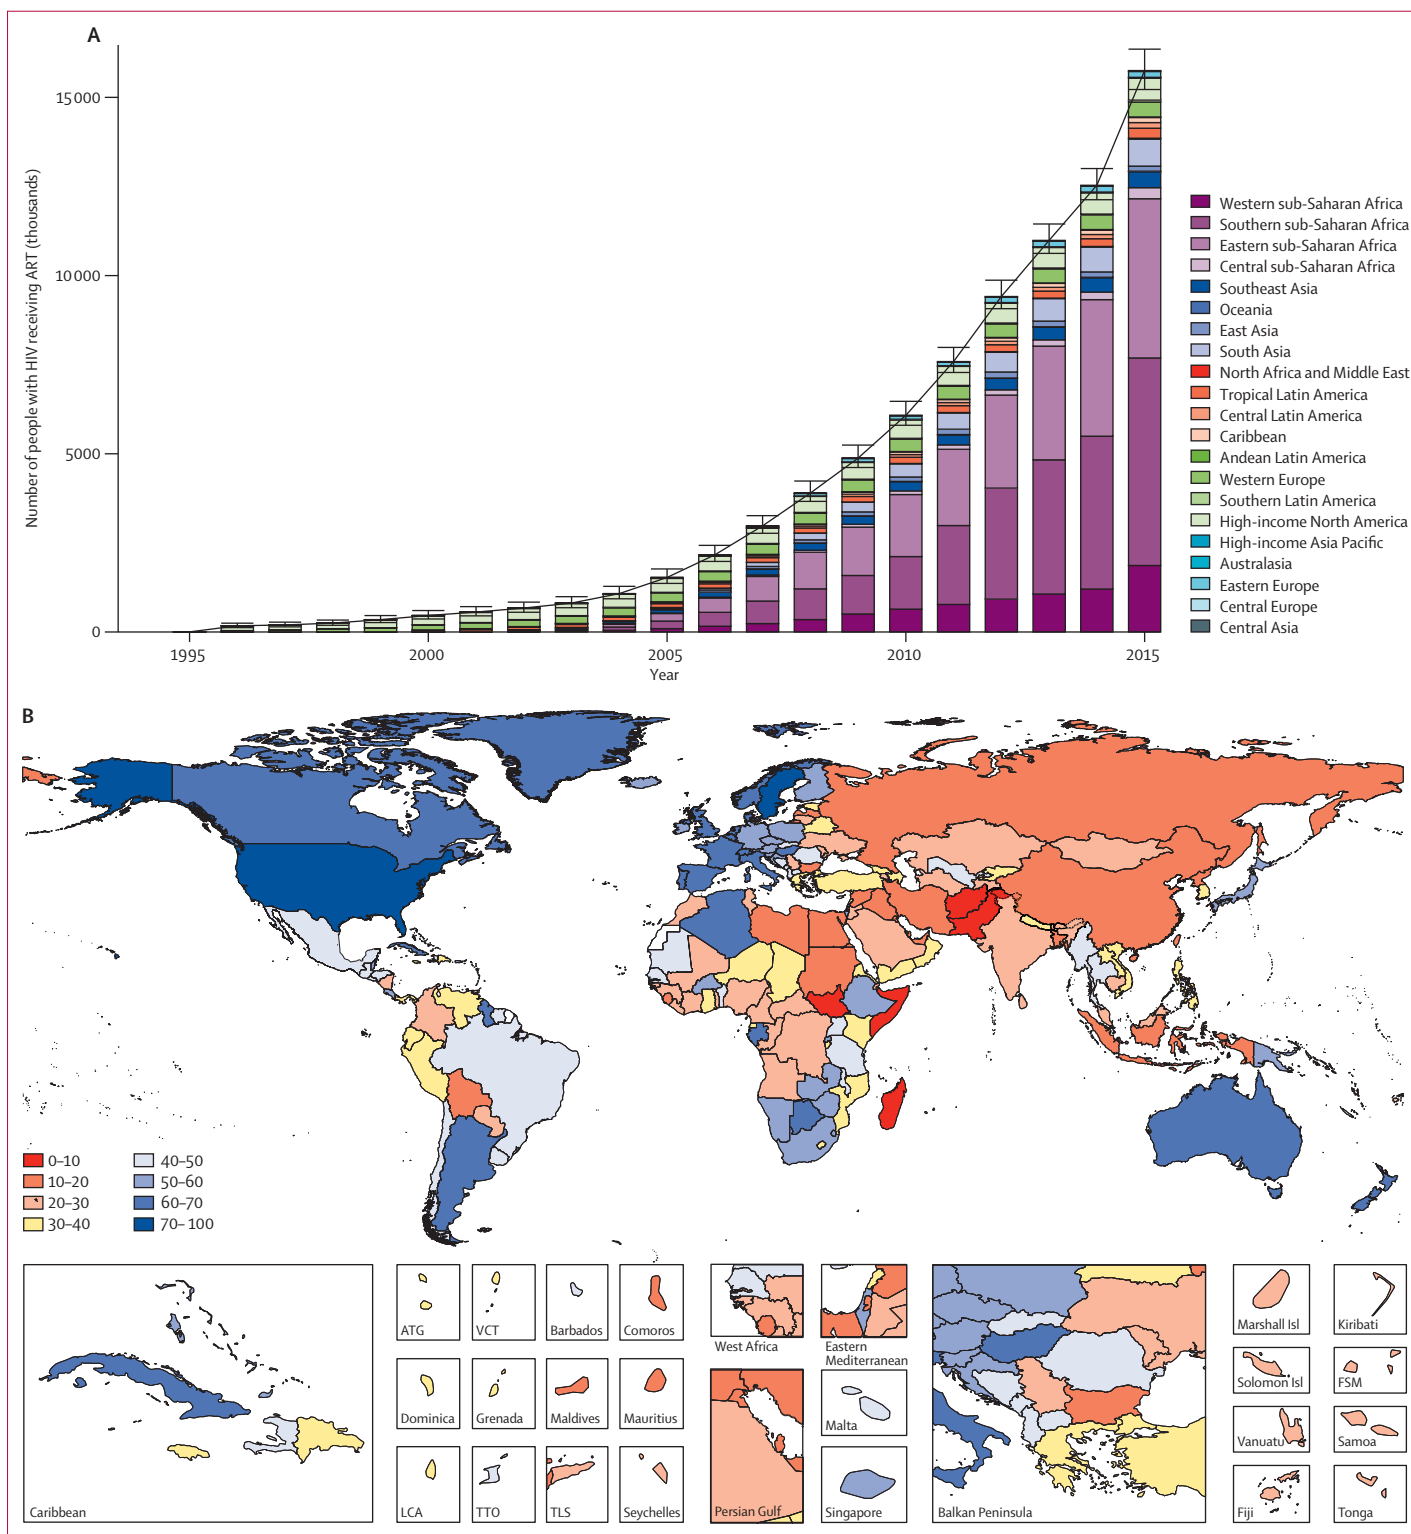 A
Number of people with HIV receiving ART (thousands)
15 000
10 000
5000
0
1995
2000
2005
2010
2015
Year
Western sub-Saharan Africa
Southern sub-Saharan Africa
Eastern sub-Saharan Africa
Central sub-Saharan Africa
Southeast Asia
Oceania
East Asia
South Asia
North Africa and Middle East
Tropical Latin America
Central Latin America
Caribbean
Andean Latin America
Western Europe
Southern Latin America
High-income North America
High-income Asia Pacific
Australasia
Eastern Europe
Central Europe
Central Asia
B
0–10
10–20
20–30
30–40
40–50
50–60
60–70
70–100
Caribbean
ATG
VCT
Barbados
Comoros
Dominica
Grenada
Maldives
Mauritius
LCA
TTO
TLS
Seychelles
West Africa
Eastern
Mediterranean
Persian Gulf
Malta
Singapore
Balkan Peninsula
Marshall Isl
Kiribati
Solomon Isl
FSM
Vanuatu
Samoa
Fiji
Tonga